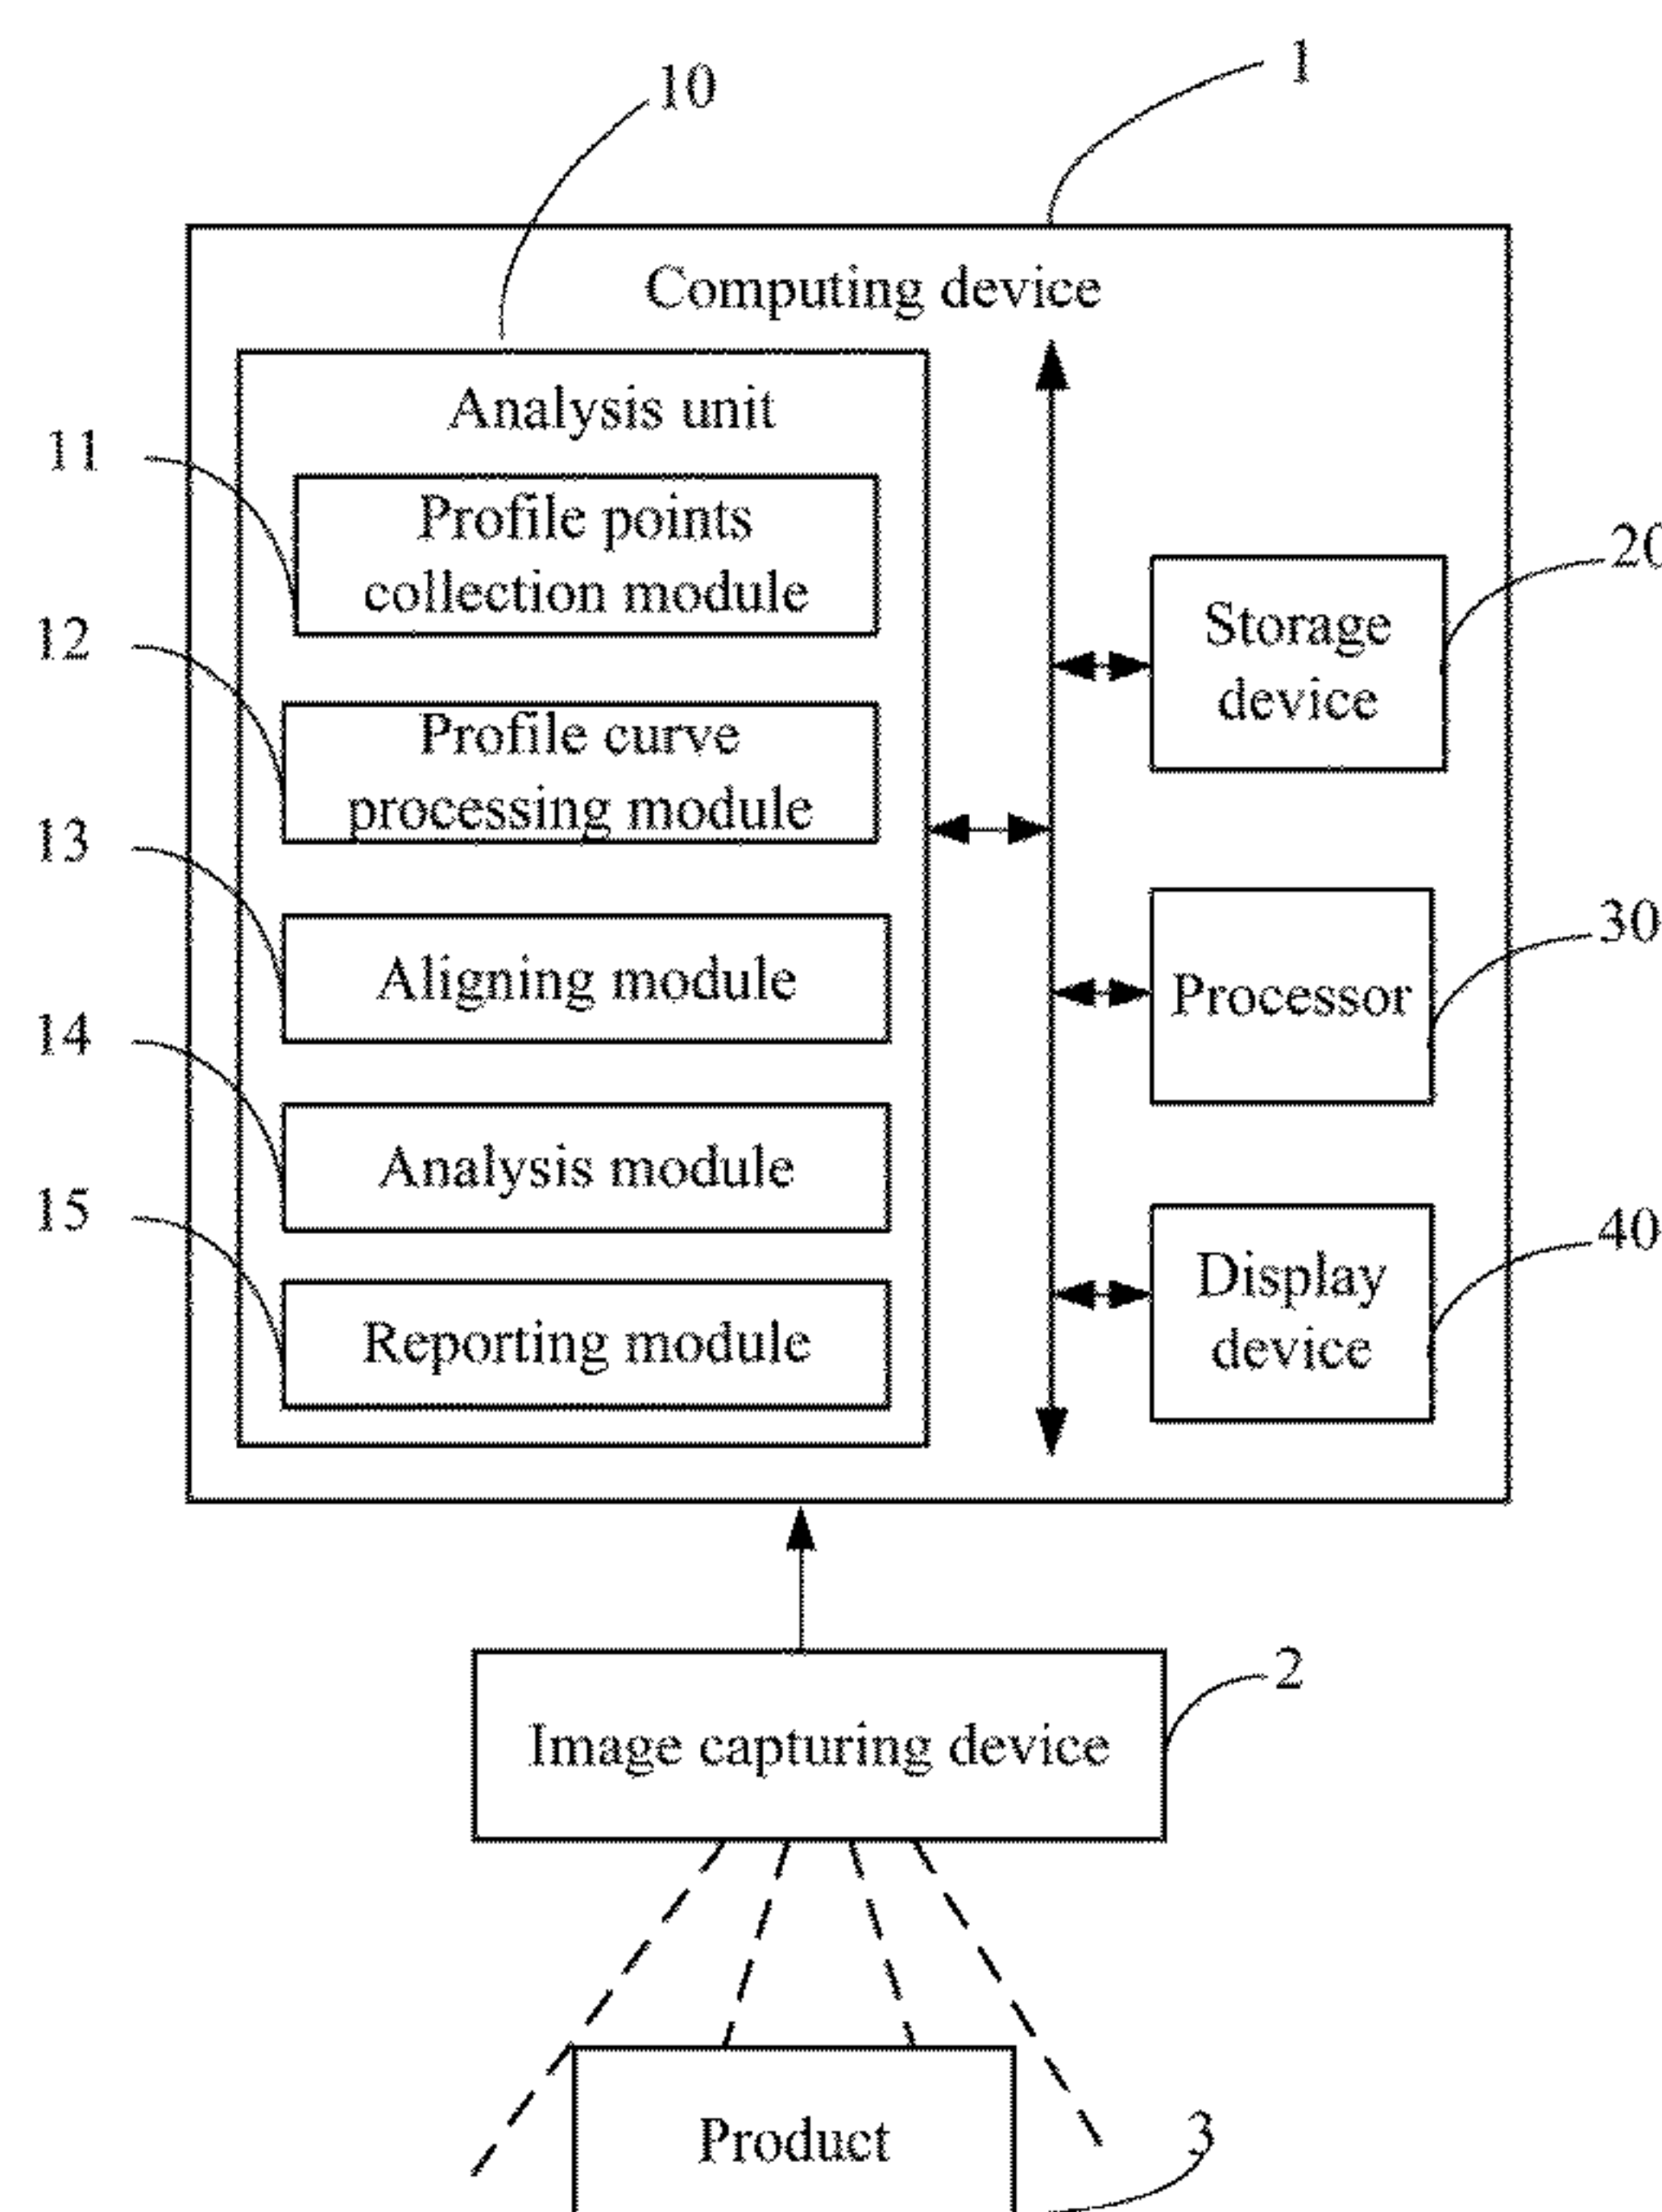 1
10
Computing device
Analysis unit
11
Profile points
collection module
12
Profile curve
processing module
13
Aligning module
14
Analysis module
15
Reporting module
20
Storage
device
30
Processor
40
Display
device
2
Image capturing device
Product
3